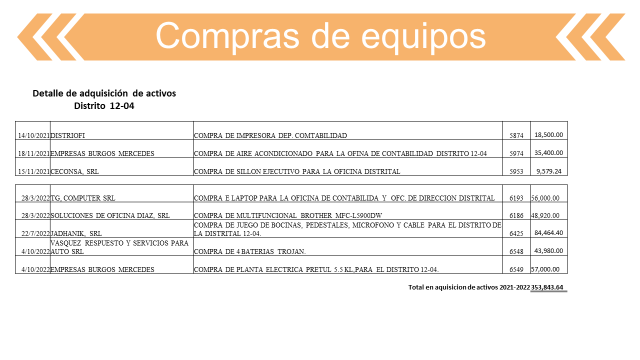 Compras de equipos
Detalle de adquisición de activos
Distrito 12-04
14/10/2021 DISTRIOFI COMPRA DE IMPRESORA DEP. COMTABILIDAD 5874 18,500.00
18/11/2021 EMPRESAS BURGOS MERCEDES COMPRA DE AIRE ACONDICIONADO PARA LA OFINA DE CONTABILIDAD DISTRITO 12-04 5974 35,400.00
15/11/2021 CECONSA, SRL COMPRA DE SILLON EJECUTIVO PARA LA OFICINA DISTRITAL 5953 9,579.24
28/3/2022 TG, COMPUTER SRL COMPRA E LAPTOP PARA LA OFICINA DE CONTABILIDA Y OFC. DE DIRECCION DISTRITAL 6193 56,000.00
28/3/2022 SOLUCIONES DE OFICINA DIAZ, SRL COMPRA DE MULTIFUNCIONAL BROTHER MFC-L5900DW 6186 48,920.00
22/7/2022 JADHANIK, SRL COMPRA DE JUEGO DE BOCINAS, PEDESTALES, MICROFONO Y CABLE PARA EL DISTRITO DE
LA DISTRITAL 12-04. 6425 84,464.40
VASQUEZ RESPUESTO Y SERVICIOS PARA
4/10/2022 AUTO SRL COMPRA DE 4 BATERIAS TROJAN. 6548 43,980.00
4/10/2022 EMPRESAS BURGOS MERCEDES COMPRA DE PLANTA ELECTRICA PRETUL 5.5 KL,PARA EL DISTRITO 12-04. 6549 57,000.00
Total en aquisicion de activos 2021-2022 353,843.64